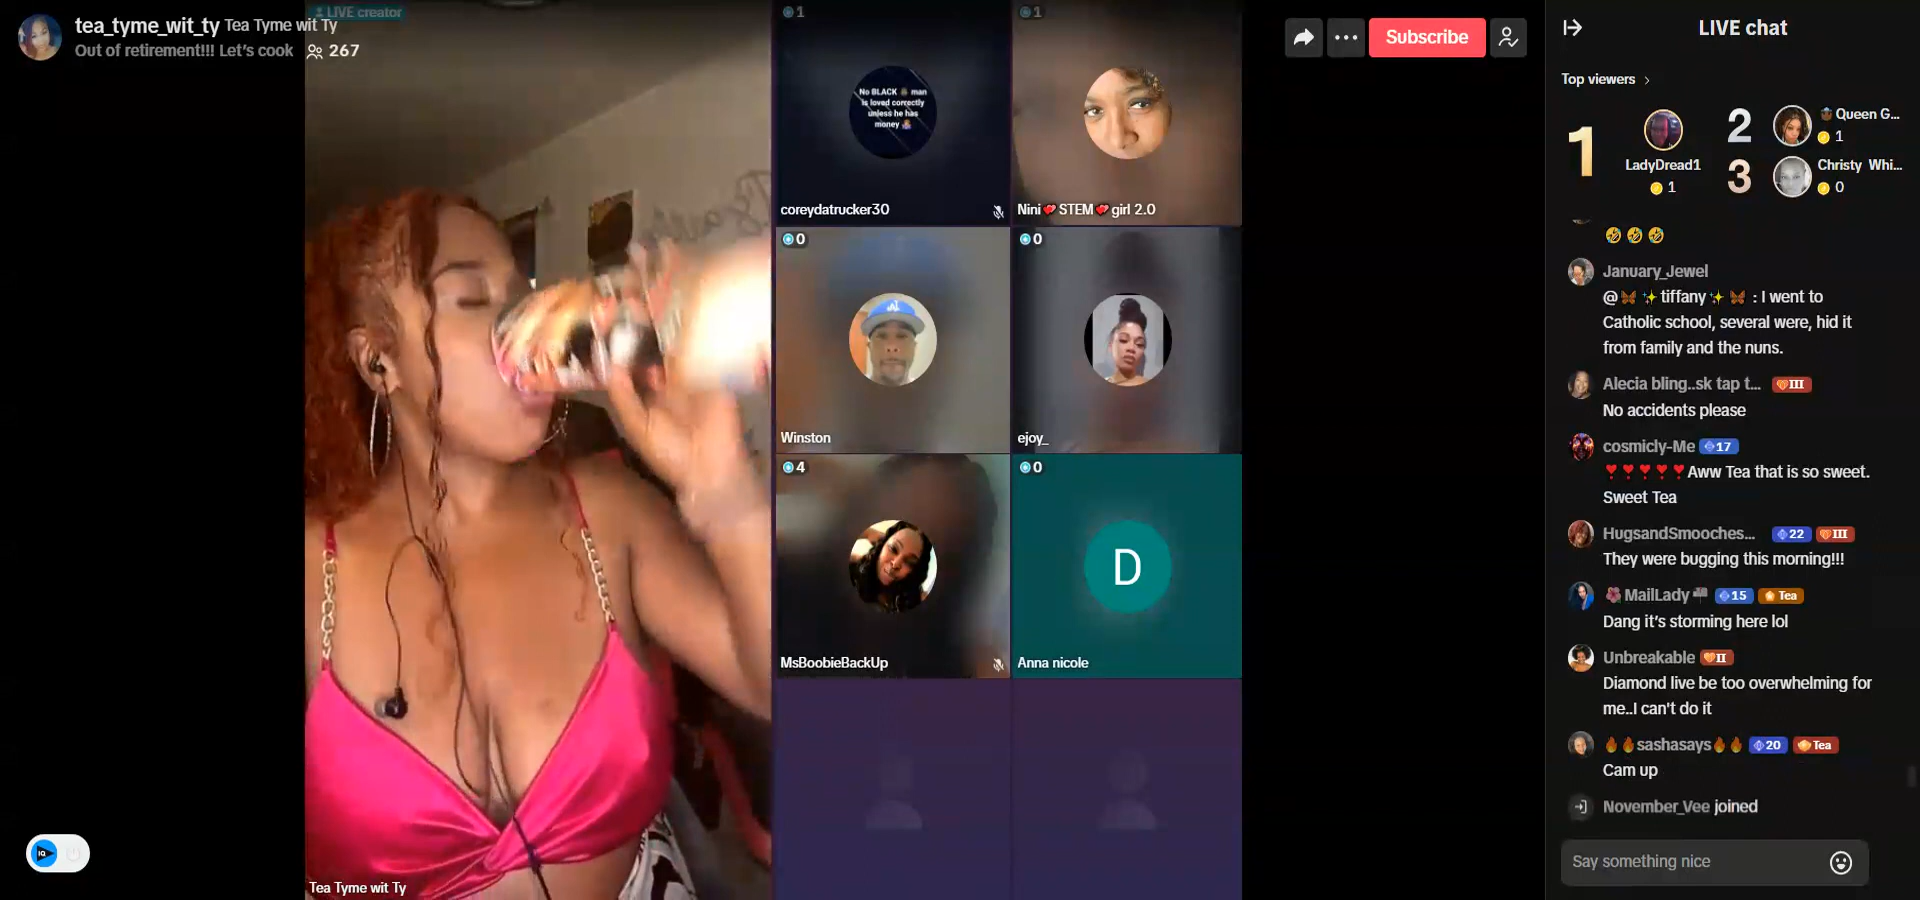 tea_tyme_wit_ty Tea Tyme wit Ty
Out of retirement!!! Let's cook 267
LIVE creator
1
1
No BLACK man
is loved correctly
unless he has
money
coreydatrucker30
Nini❤️STEM❤️girl 2.0
0
0
Winston
ejoy_
4
0
D
MsBoobieBackUp
Anna nicole
Tea Tyme wit Ty
Subscribe
LIVE chat
Top viewers
1
LadyDread1
1
2
Queen G...
1
3
Christy Whi...
0
🤣🤣🤣
January_Jewel
@🦋✨tiffany✨🦋 : I went to
Catholic school, several were, hid it
from family and the nuns.
Alecia bling..sk tap t... III
No accidents please
cosmicly-Me 17
❣❣❣❣❣Aww Tea that is so sweet.
Sweet Tea
HugsandSmooches... 22 III
They were bugging this morning!!!
🌺MailLady 15 Tea
Dang it's storming here lol
Unbreakable II
Diamond live be too overwhelming for
me..I can't do it
🔥🔥sashasays🔥🔥 20 Tea
Cam up
November_Vee joined
Say something nice